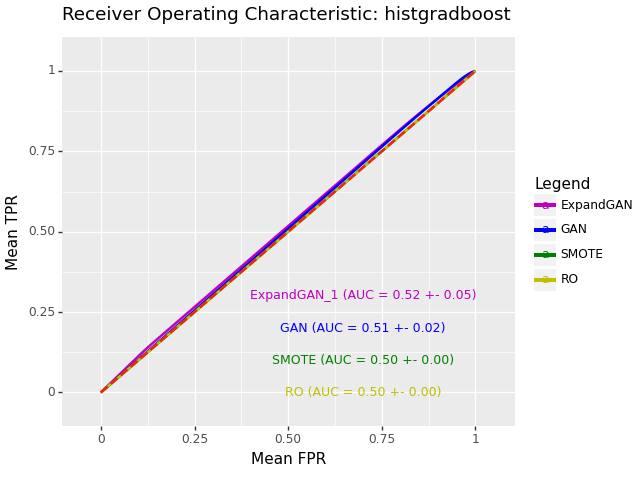 Receiver Operating Characteristic: histgradboost
Mean TPR
1
0.75
0.50
0.25
0
ExpandGAN_1 (AUC = 0.52 +- 0.05)
GAN (AUC = 0.51 +- 0.02)
SMOTE (AUC = 0.50 +- 0.00)
RO (AUC = 0.50 +- 0.00)
0 0.25 0.50 0.75 1
Mean FPR
Legend
a ExpandGAN
a GAN
a SMOTE
a RO